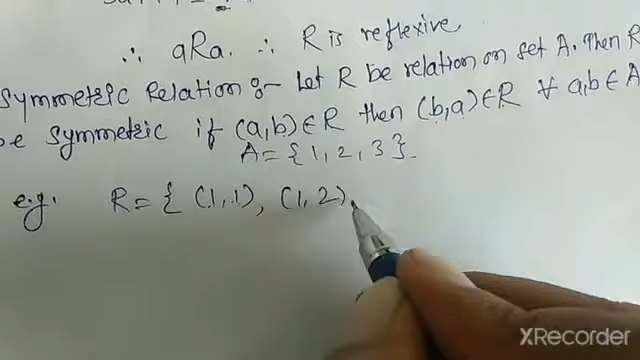 ∴ aRa. ∴ R is reflexive
Symmetric Relation :- Let R be relation on set A. Then R
be symmetric if (a,b)∈R then (b,a)∈R ∀ a,b∈A
A = {1, 2, 3}.
e.g. R = { (1,1), (1,2),
XRecorder